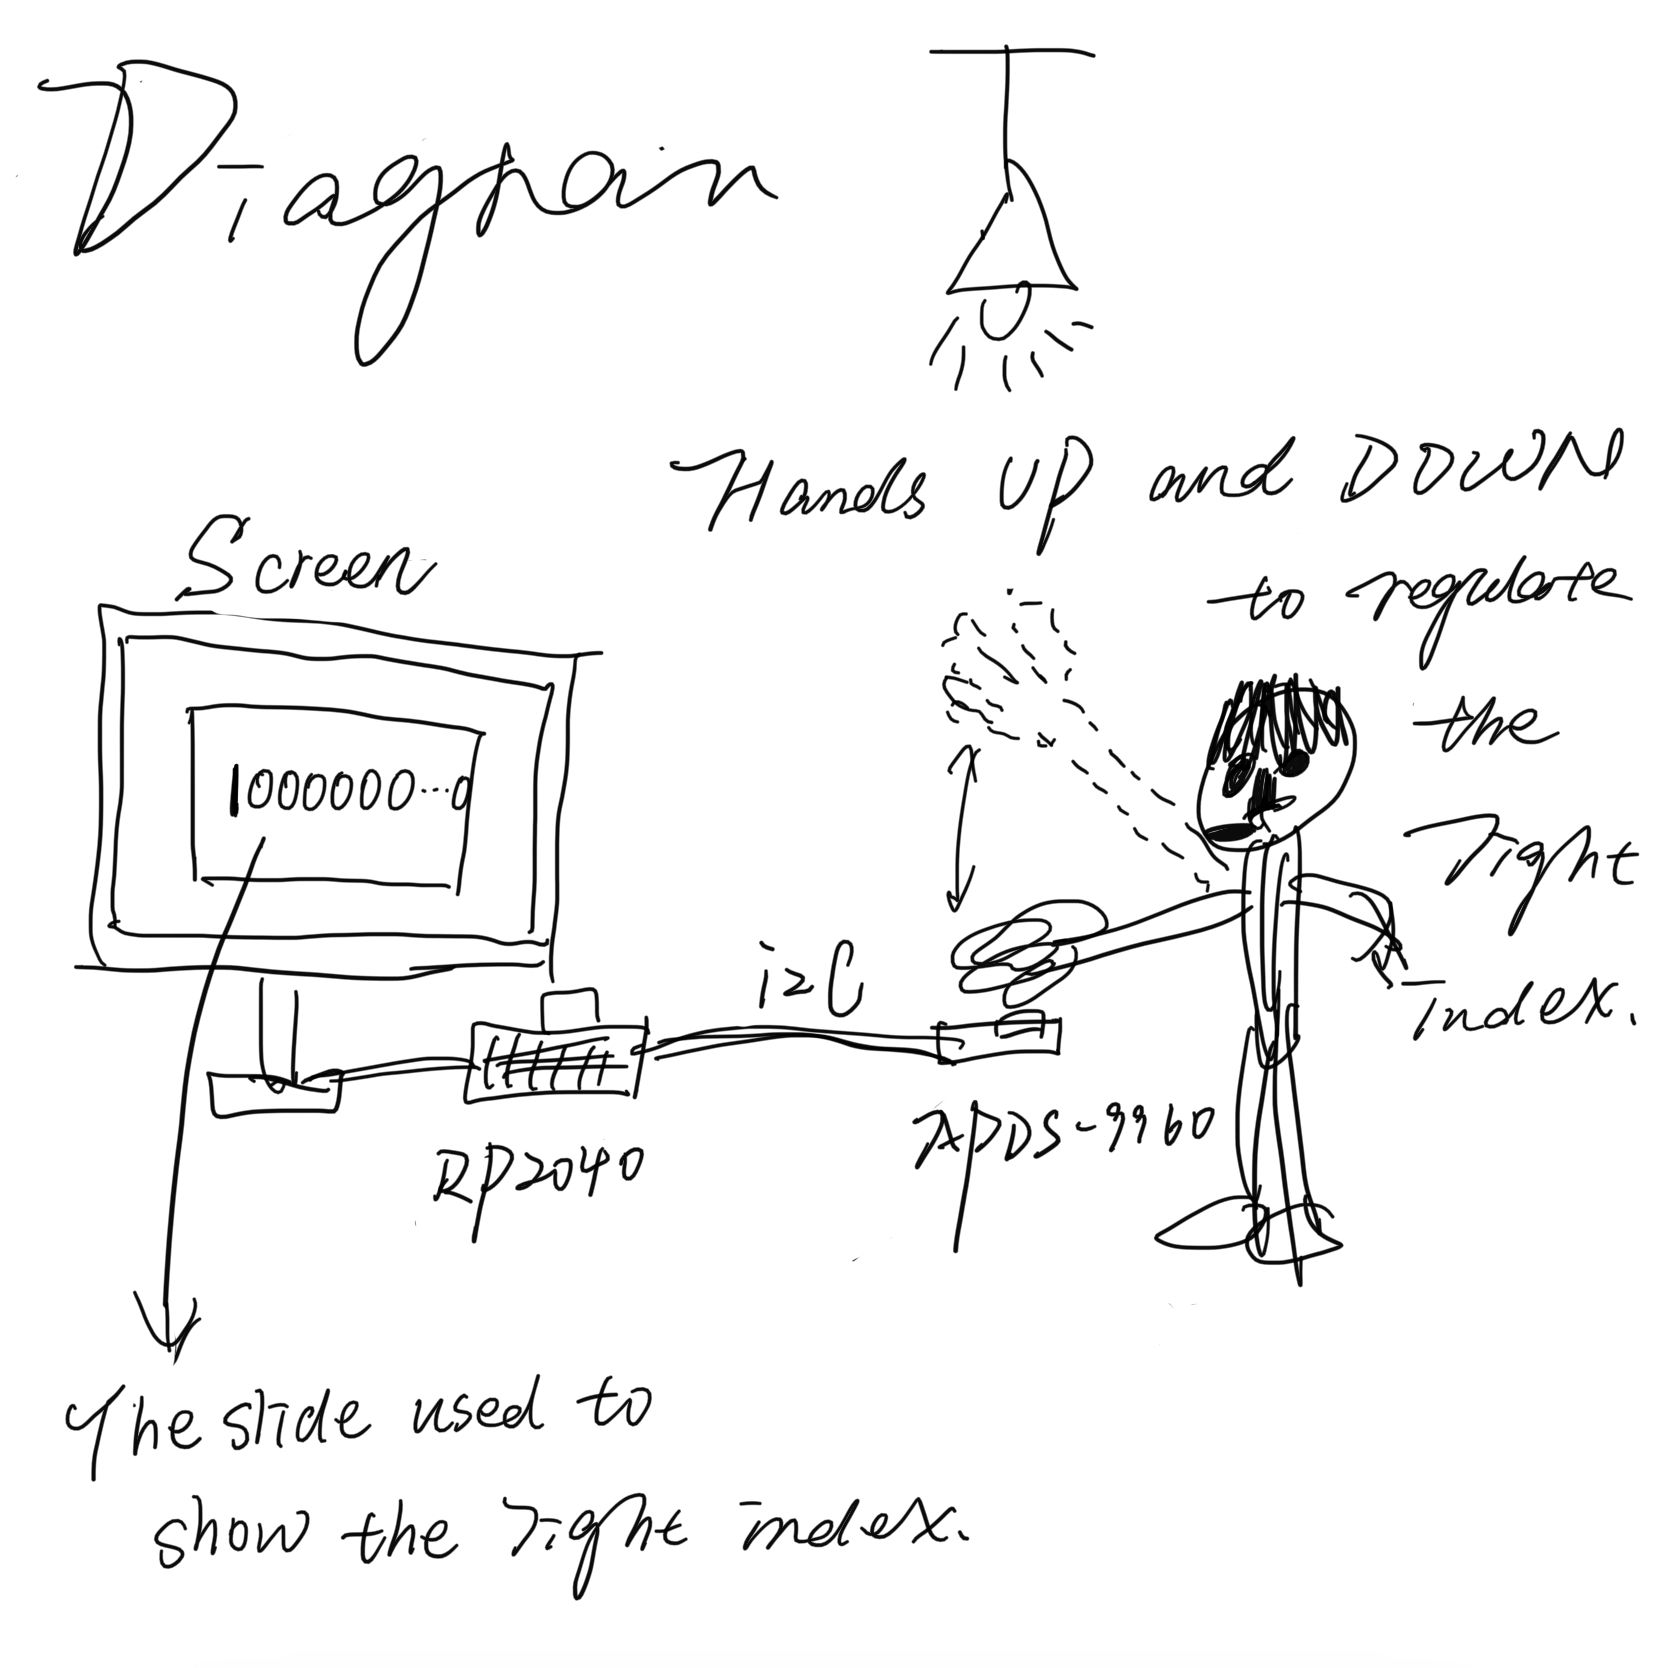 Diagram
Hands UP and DOWN
to regulate
the
light
index.
Screen
1000000...0
i2C
RP2040
APDS-9960
The slide used to
show the light index.